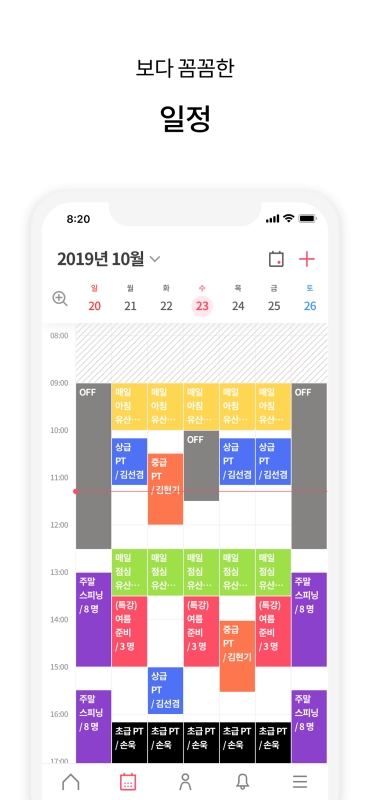 보다 꼼꼼한
일정
8:20
2019년 10월
일 월 화 수 목 금 토
20 21 22 23 24 25 26
08:00
09:00
OFF 매일 매일 매일 매일 매일 OFF
아침 아침 아침 아침 아침
유산··· 유산··· 유산··· 유산··· 유산···
10:00
OFF
상급 상급 상급
PT PT PT
/ 김선겸 / 김선겸 / 김선겸
중급
PT
/ 김현기
11:00
12:00
매일 매일 매일 매일 매일
점심 점심 점심 점심 점심
유산··· 유산··· 유산··· 유산··· 유산···
13:00
주말 주말
스피닝 스피닝
/ 8 명 / 8 명
(특강) (특강) (특강)
여름 여름 여름
준비 준비 준비
/ 3 명 / 3 명 / 3 명
14:00
중급
PT
/ 김현기
15:00
상급
PT
/ 김선겸
주말 주말
스피닝 스피닝
/ 8 명 / 8 명
16:00
초급 PT 초급 PT 초급 PT 초급 PT 초급 PT
/ 손욱 / 손욱 / 손욱 / 손욱 / 손욱
17:00